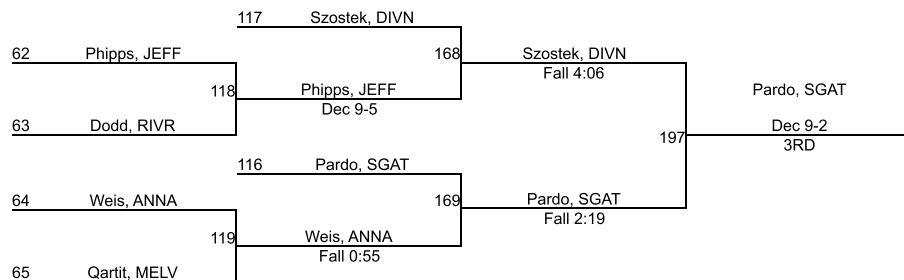 117 Szostek, DIVN
62 Phipps, JEFF
168 Szostek, DIVN
Fall 4:06
118 Phipps, JEFF
Dec 9-5
Pardo, SGAT
63 Dodd, RIVR
197 Dec 9-2
3RD
116 Pardo, SGAT
64 Weis, ANNA
169 Pardo, SGAT
Fall 2:19
119 Weis, ANNA
Fall 0:55
65 Qartit, MELV